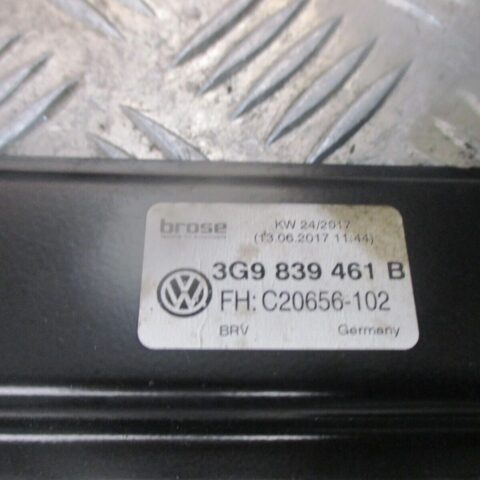 brose
KW 24/2017
(13.06.2017 11:44)
3G9 839 461 B
FH: C20656-102
BRV Germany